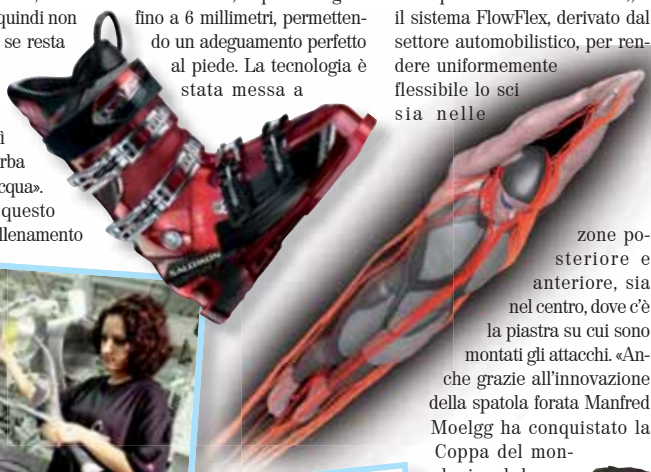 quindi non
se resta
questo
llenamento
fino a 6 millimetri, permetten-
do un adeguamento perfetto
al piede. La tecnologia è
stata messa a
SALOMON
il sistema FlowFlex, derivato dal
settore automobilistico, per ren-
dere uniformemente
flessibile lo sci
sia nelle
zone po-
steriore e
anteriore, sia
nel centro, dove c'è
la piastra su cui sono
montati gli attacchi. «An-
che grazie all'innovazione
della spatola forata Manfred
Moelgg ha conquistato la
Coppa del mon-